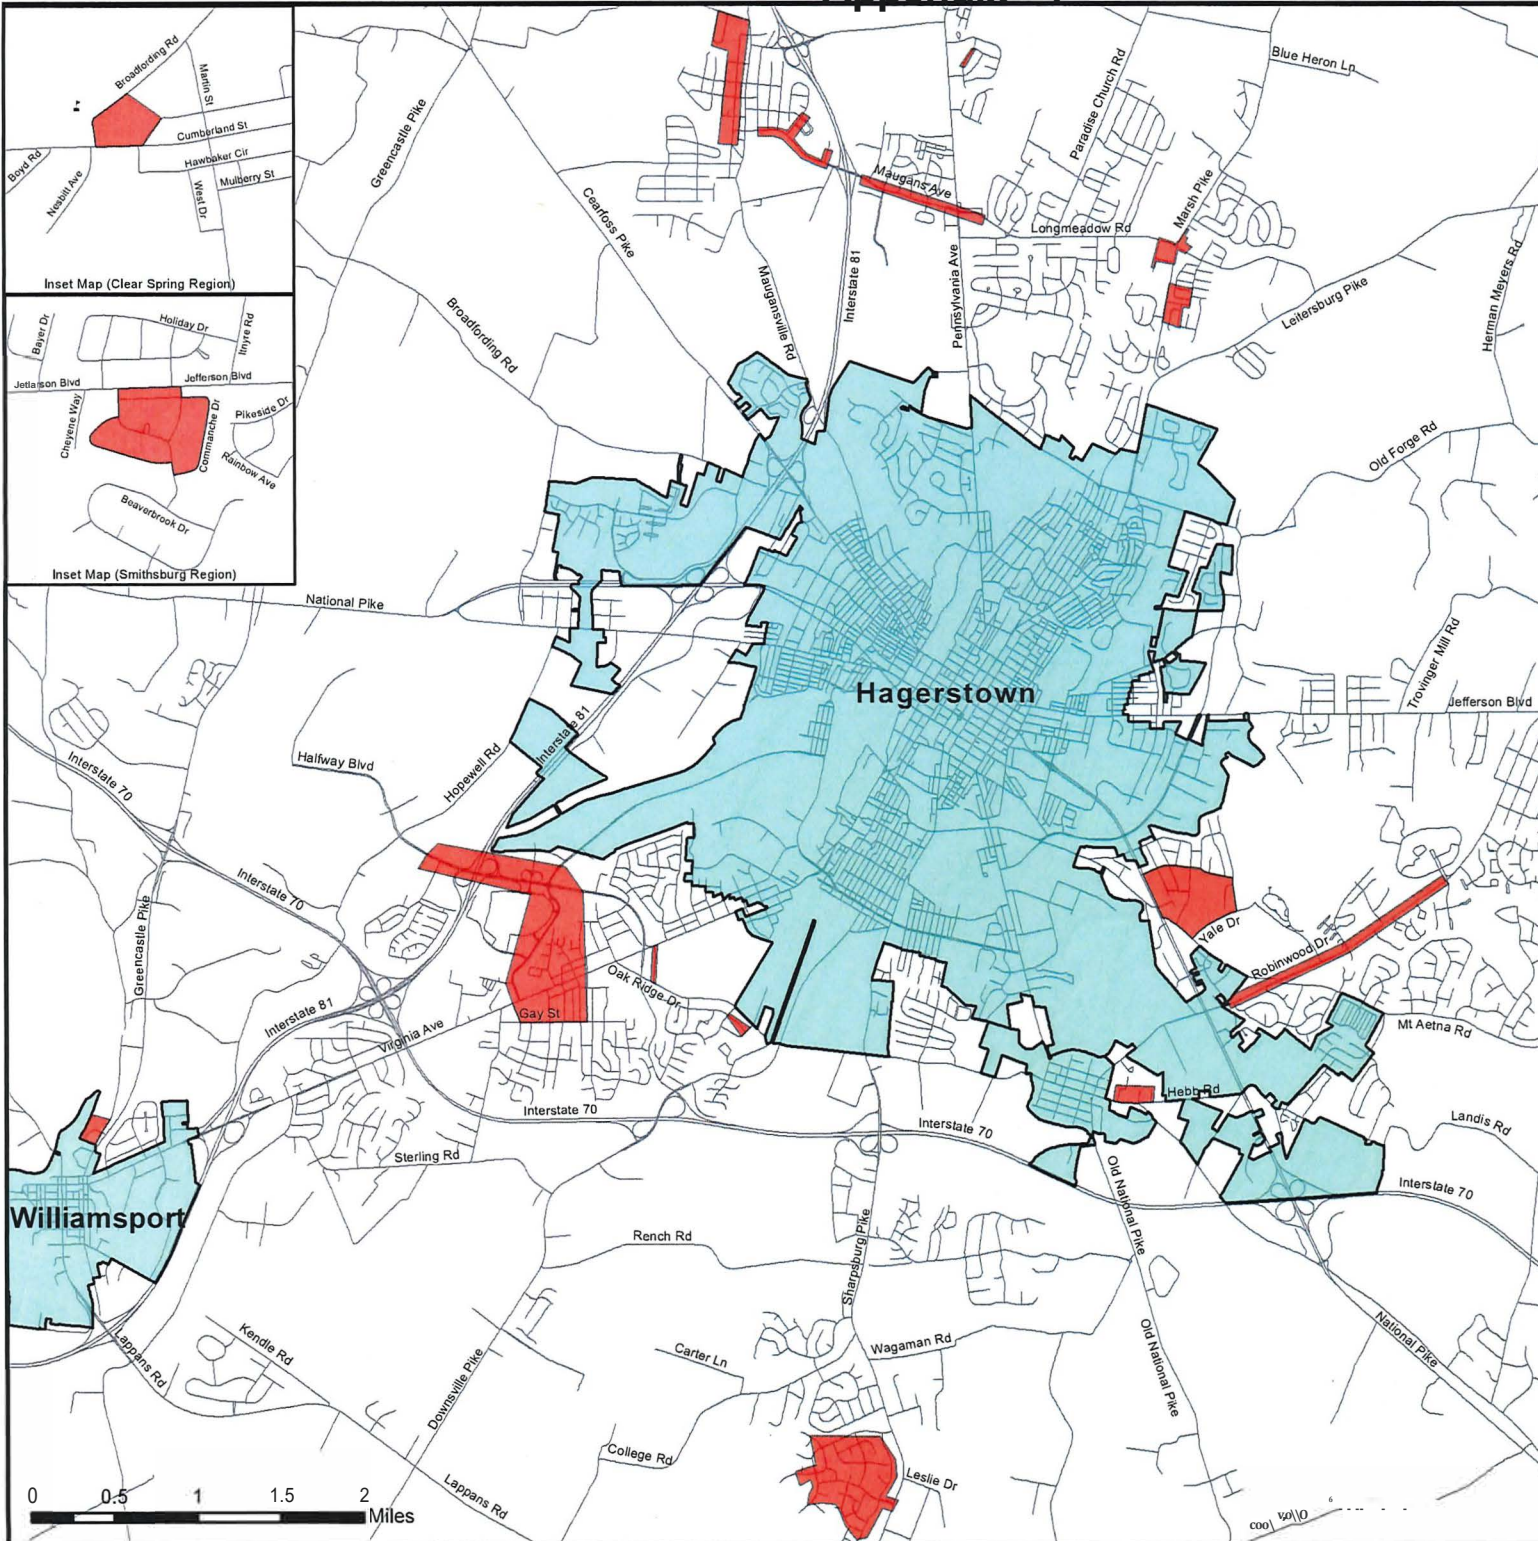 Broadfording Rd
Martin St
Cumberland St
Boyd Rd
Hawbaker Cir
Nesbitt Ave
Mulberry St
West Dr
Inset Map (Clear Spring Region)
Bayer Dr
Holiday Dr
Itnyre Rd
Jetlarson Blvd
Jefferson Blvd
Cheyene Way
Commanche Dr
Pikeside Dr
Rainbow Ave
Beaverbrook Dr
Inset Map (Smithsburg Region)
Greencastle Pike
Cearfoss Pike
Broadfording Rd
Maugansville Rd
Interstate 81
Maugans Ave
Pennsylvania Ave
Paradise Church Rd
Blue Heron Ln
Marsh Pike
Longmeadow Rd
Leitersburg Pike
Herman Meyers Rd
Old Forge Rd
National Pike
Trovinger Mill Rd
Hagerstown
Jefferson Blvd
Interstate 81
Hopewell Rd
Halfway Blvd
Interstate 70
Interstate 70
Greencastle Pike
Yale Dr
Robinwood Dr
Oak Ridge Dr
Gay St
Interstate 81
Virginia Ave
Mt Aetna Rd
Hebb Rd
Interstate 70
Interstate 70
Landis Rd
Sterling Rd
Interstate 70
Williamsport
Old National Pike
Rench Rd
Sharpsburg Pike
Lappans Rd
Kendle Rd
Carter Ln
Wagaman Rd
Old National Pike
National Pike
Downsville Pike
College Rd
Leslie Dr
Lappans Rd
0 0.5 1 1.5 2
Miles